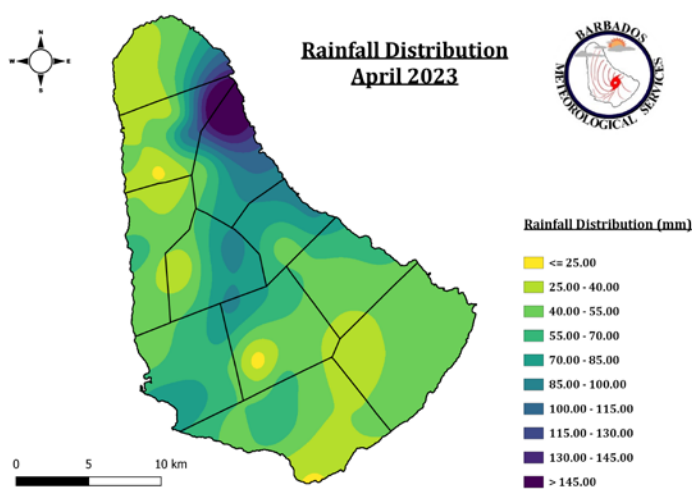 Rainfall Distribution
April 2023
BARBADOS
METEOROLOGICAL SERVICES
N
W
E
S
Rainfall Distribution (mm)
<= 25.00
25.00 - 40.00
40.00 - 55.00
55.00 - 70.00
70.00 - 85.00
85.00 - 100.00
100.00 - 115.00
115.00 - 130.00
130.00 - 145.00
> 145.00
0 5 10 km